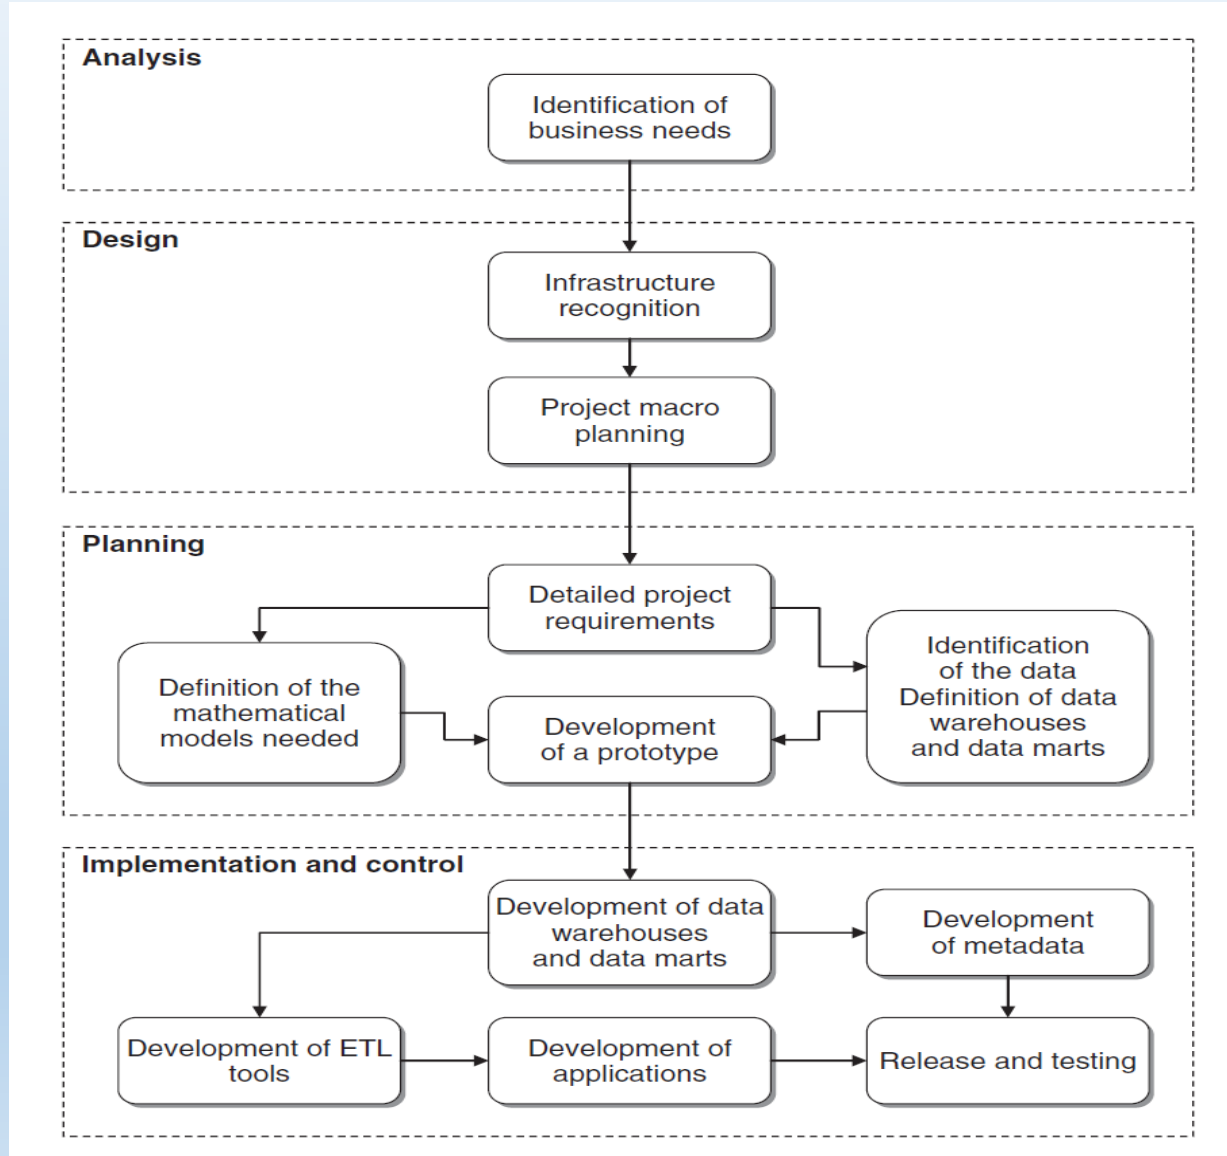 Analysis
Identification of
business needs
Design
Infrastructure
recognition
Project macro
planning
Planning
Detailed project
requirements
Definition of the
mathematical
models needed
Development
of a prototype
Identification
of the data
Definition of data
warehouses
and data marts
Implementation and control
Development of data
warehouses
and data marts
Development
of metadata
Development of ETL
tools
Development of
applications
Release and testing